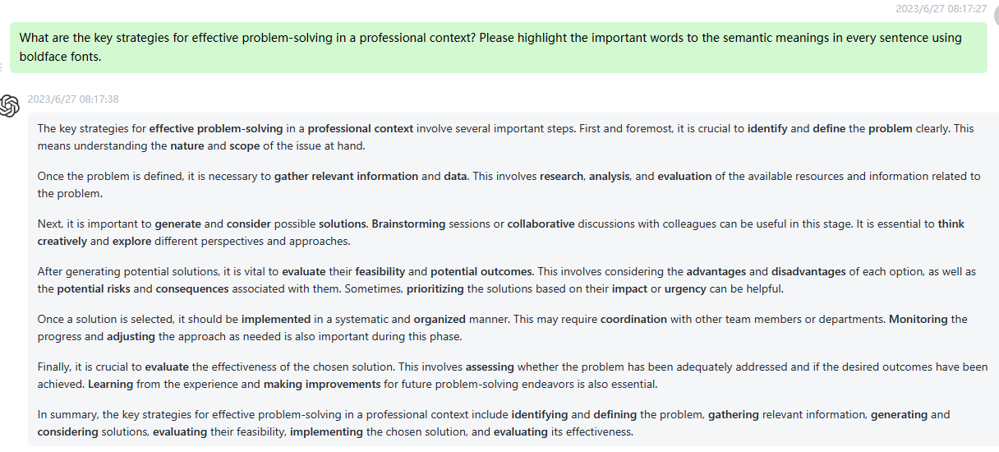 2023/6/27 08:17:27
What are the key strategies for effective problem-solving in a professional context? Please highlight the important words to the semantic meanings in every sentence using
boldface fonts.
2023/6/27 08:17:38
The key strategies for effective problem-solving in a professional context involve several important steps. First and foremost, it is crucial to identify and define the problem clearly. This
means understanding the nature and scope of the issue at hand.
Once the problem is defined, it is necessary to gather relevant information and data. This involves research, analysis, and evaluation of the available resources and information related to
the problem.
Next, it is important to generate and consider possible solutions. Brainstorming sessions or collaborative discussions with colleagues can be useful in this stage. It is essential to think
creatively and explore different perspectives and approaches.
After generating potential solutions, it is vital to evaluate their feasibility and potential outcomes. This involves considering the advantages and disadvantages of each option, as well as
the potential risks and consequences associated with them. Sometimes, prioritizing the solutions based on their impact or urgency can be helpful.
Once a solution is selected, it should be implemented in a systematic and organized manner. This may require coordination with other team members or departments. Monitoring the
progress and adjusting the approach as needed is also important during this phase.
Finally, it is crucial to evaluate the effectiveness of the chosen solution. This involves assessing whether the problem has been adequately addressed and if the desired outcomes have been
achieved. Learning from the experience and making improvements for future problem-solving endeavors is also essential.
In summary, the key strategies for effective problem-solving in a professional context include identifying and defining the problem, gathering relevant information, generating and
considering solutions, evaluating their feasibility, implementing the chosen solution, and evaluating its effectiveness.